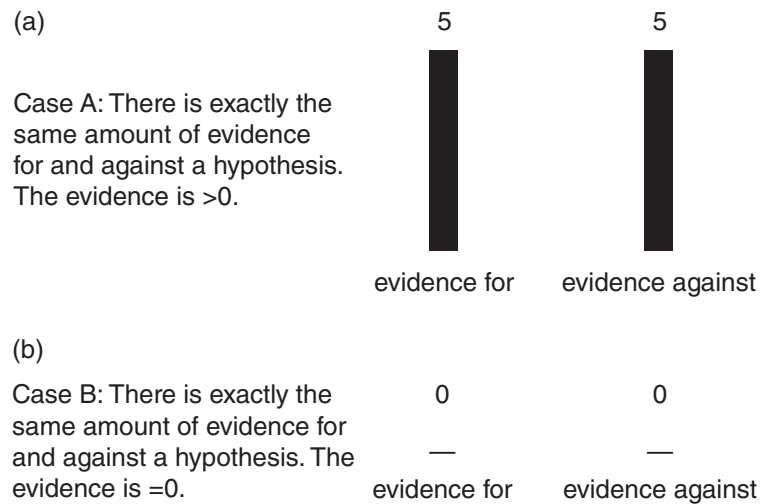 (a)
5 5
Case A: There is exactly the
same amount of evidence
for and against a hypothesis.
The evidence is >0.
evidence for evidence against
(b)
Case B: There is exactly the 0 0
same amount of evidence for
and against a hypothesis. The
evidence is =0. evidence for evidence against